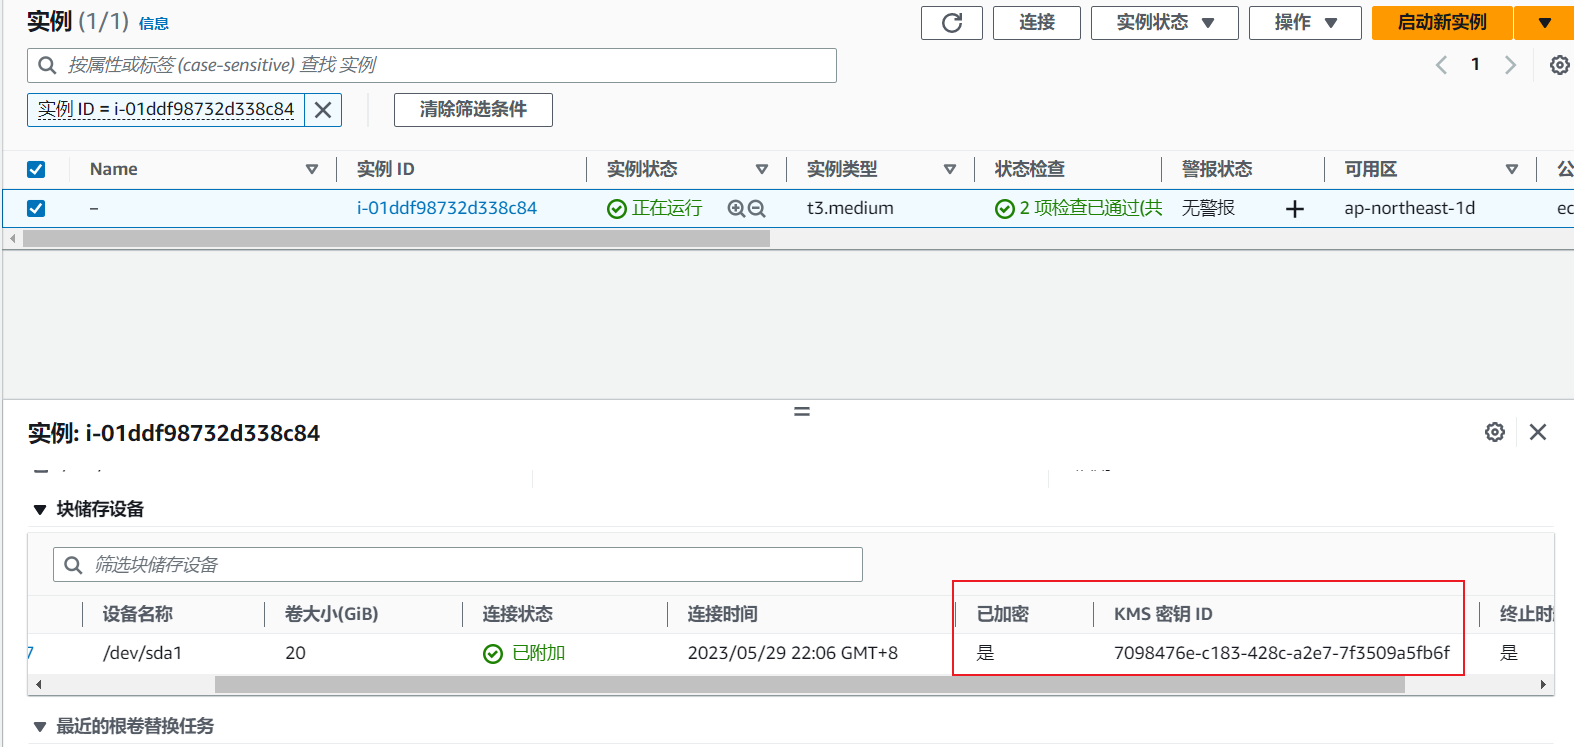 实例 (1/1) 信息 连接 实例状态 操作 启动新实例
按属性或标签 (case-sensitive) 查找 实例 1
实例 ID = i-01ddf98732d338c84 清除筛选条件
Name 实例 ID 实例状态 实例类型 状态检查 警报状态 可用区 公
– i-01ddf98732d338c84 正在运行 t3.medium 2 项检查已通过(共 无警报 ap-northeast-1d ec
实例: i-01ddf98732d338c84
块储存设备
筛选块储存设备
设备名称 卷大小(GiB) 连接状态 连接时间 已加密 KMS 密钥 ID 终止时
7 /dev/sda1 20 已附加 2023/05/29 22:06 GMT+8 是 7098476e-c183-428c-a2e7-7f3509a5fb6f 是
最近的根卷替换任务